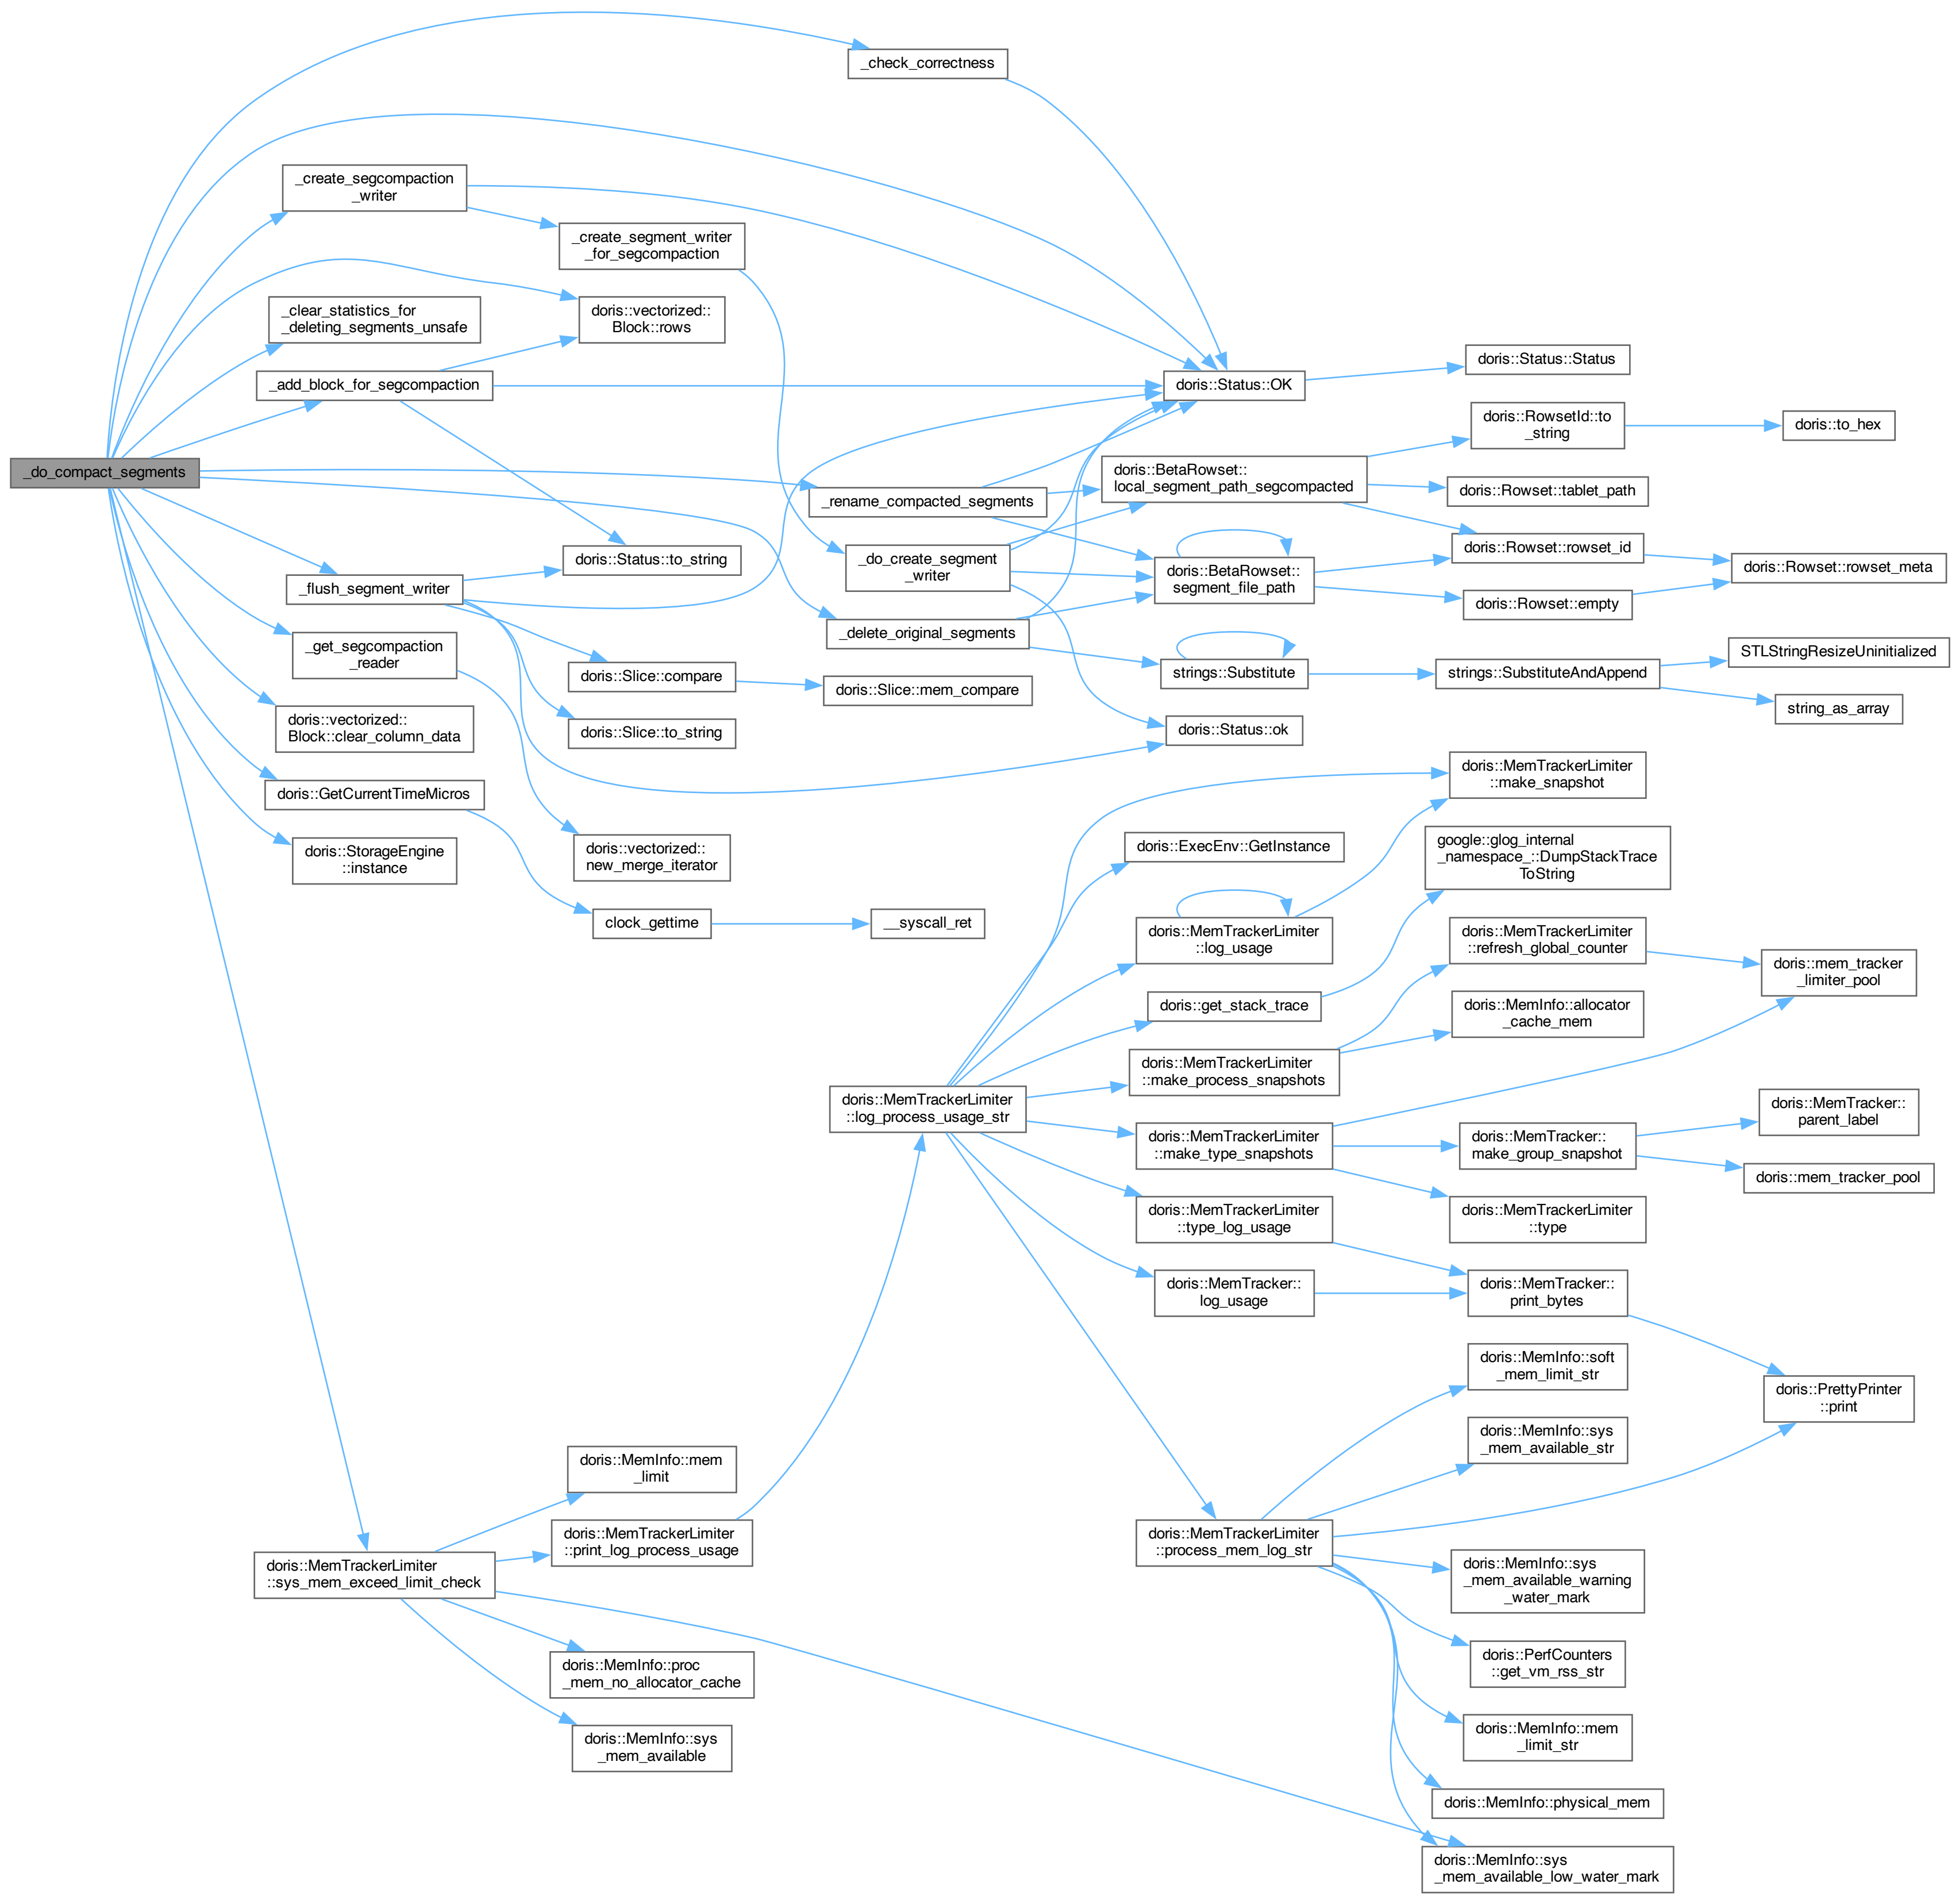 _check_correctness
_create_segcompaction
_writer
_create_segment_writer
_for_segcompaction
_clear_statistics_for
_deleting_segments_unsafe
doris::vectorized::
Block::rows
_add_block_for_segcompaction
doris::Status::OK
doris::Status::Status
doris::RowsetId::to
_string
doris::to_hex
_do_compact_segments
_rename_compacted_segments
doris::BetaRowset::
local_segment_path_segcompacted
doris::Rowset::tablet_path
doris::Status::to_string
_do_create_segment
_writer
doris::BetaRowset::
segment_file_path
doris::Rowset::rowset_id
doris::Rowset::rowset_meta
_flush_segment_writer
doris::Rowset::empty
_delete_original_segments
_get_segcompaction
_reader
doris::Slice::compare
doris::Slice::mem_compare
strings::Substitute
strings::SubstituteAndAppend
STLStringResizeUninitialized
string_as_array
doris::vectorized::
Block::clear_column_data
doris::Slice::to_string
doris::Status::ok
doris::GetCurrentTimeMicros
doris::MemTrackerLimiter
::make_snapshot
doris::StorageEngine
::instance
doris::vectorized::
new_merge_iterator
doris::ExecEnv::GetInstance
google::glog_internal
_namespace_::DumpStackTrace
ToString
clock_gettime
__syscall_ret
doris::MemTrackerLimiter
::log_usage
doris::MemTrackerLimiter
::refresh_global_counter
doris::mem_tracker
_limiter_pool
doris::get_stack_trace
doris::MemInfo::allocator
_cache_mem
doris::MemTrackerLimiter
::make_process_snapshots
doris::MemTrackerLimiter
::log_process_usage_str
doris::MemTrackerLimiter
::make_type_snapshots
doris::MemTracker::
make_group_snapshot
doris::MemTracker::
parent_label
doris::mem_tracker_pool
doris::MemTrackerLimiter
::type_log_usage
doris::MemTrackerLimiter
::type
doris::MemTracker::
log_usage
doris::MemTracker::
print_bytes
doris::MemInfo::soft
_mem_limit_str
doris::PrettyPrinter
::print
doris::MemInfo::sys
_mem_available_str
doris::MemInfo::mem
_limit
doris::MemTrackerLimiter
::print_log_process_usage
doris::MemTrackerLimiter
::process_mem_log_str
doris::MemTrackerLimiter
::sys_mem_exceed_limit_check
doris::MemInfo::sys
_mem_available_warning
_water_mark
doris::MemInfo::proc
_mem_no_allocator_cache
doris::PerfCounters
::get_vm_rss_str
doris::MemInfo::sys
_mem_available
doris::MemInfo::mem
_limit_str
doris::MemInfo::physical_mem
doris::MemInfo::sys
_mem_available_low_water_mark